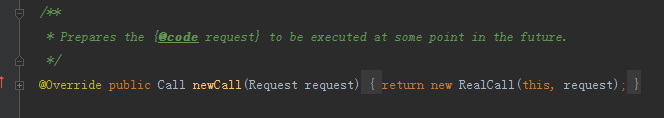 /**
* Prepares the {@code request} to be executed at some point in the future.
*/
@Override public Call newCall(Request request) { return new RealCall(this, request); }